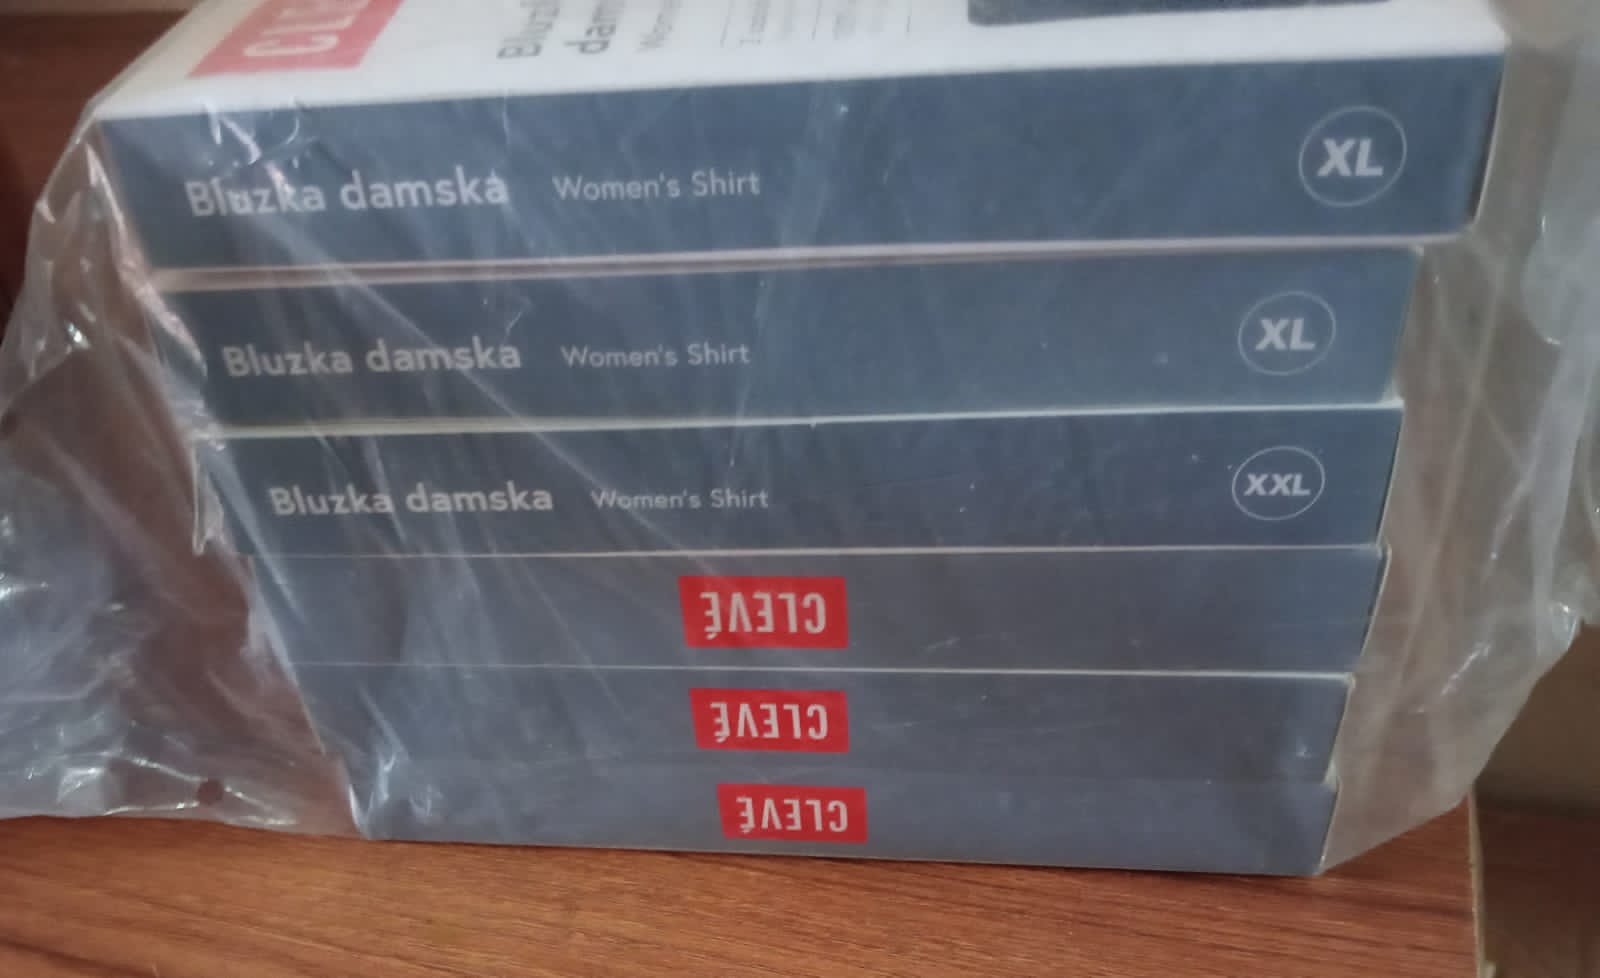 Bluzka damska Women's Shirt XL
Bluzka damska Women's Shirt XL
Bluzka damska Women's Shirt XXL
CLEVÉ
CLEVÉ
CLEVÉ